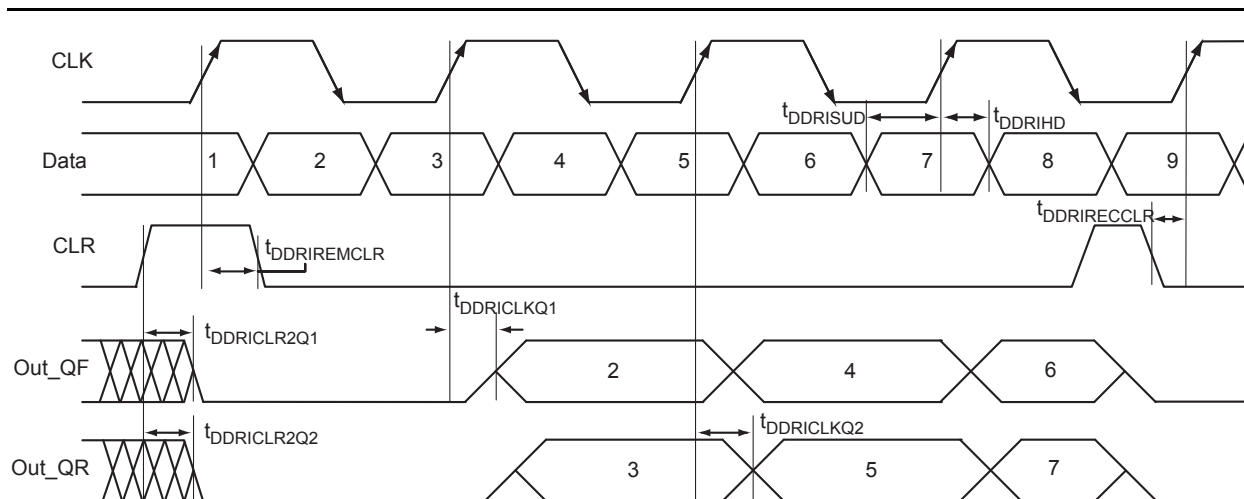 CLK
tDDRISUD
tDDRIHD
Data 1 2 3 4 5 6 7 8 9
tDDRIRECCLR
CLR
tDDRIREMCLR
tDDRICLKQ1
tDDRICLR2Q1
Out_QF 2 4 6
tDDRICLR2Q2
tDDRICLKQ2
Out_QR 3 5 7